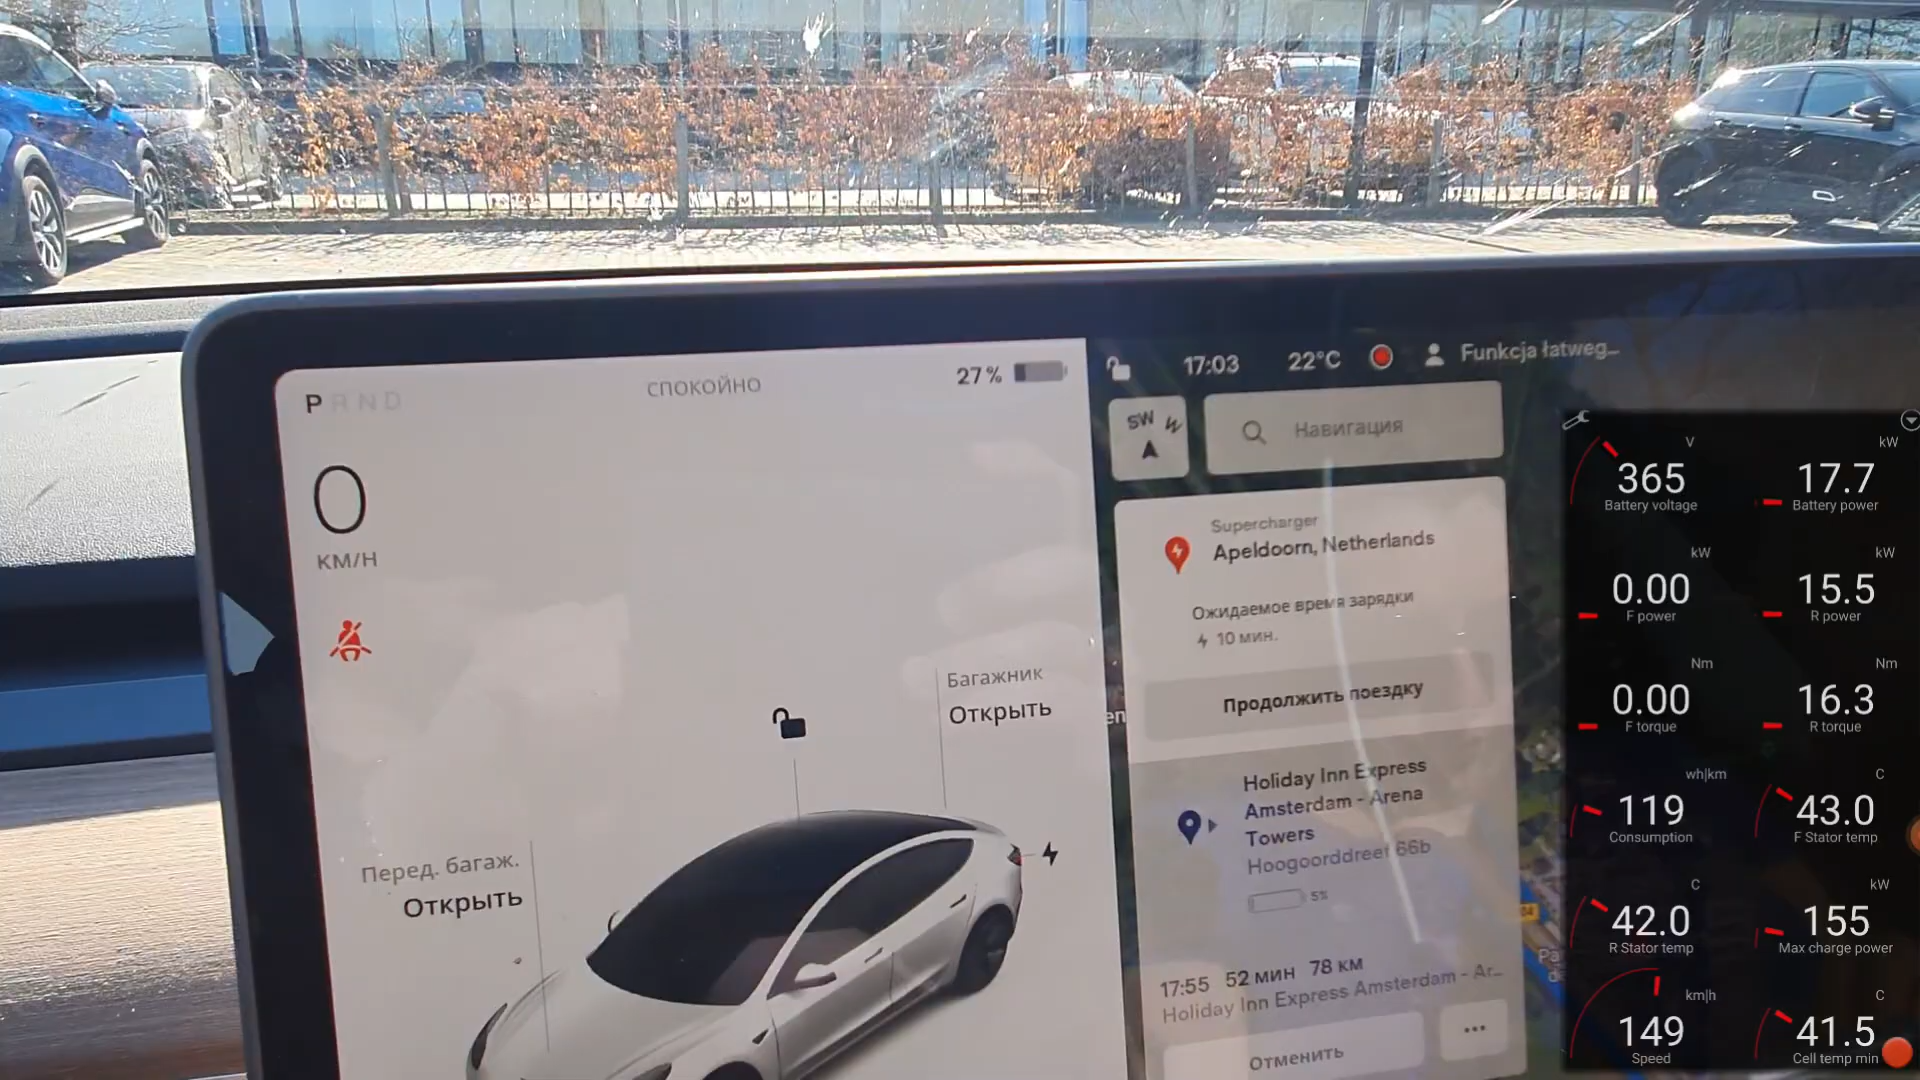 P R N D
СПОКОЙНО
27 %
0
KM/H
Багажник
Открыть
Перед. багаж.
Открыть
17:03 22°C Funkcja łatweg...
SW
Навигация
Supercharger
Apeldoorn, Netherlands
Ожидаемое время зарядки
10 мин.
Продолжить поездку
Holiday Inn Express
Amsterdam - Arena
Towers
Hoogoorddreef 66b
5%
17:55 52 мин 78 км
Holiday Inn Express Amsterdam - Ar...
Отменить
...
en
V
365
Battery voltage
kW
17.7
Battery power
kW
0.00
F power
kW
15.5
R power
Nm
0.00
F torque
Nm
16.3
R torque
wh|km
119
Consumption
C
43.0
F Stator temp
C
42.0
R Stator temp
kW
155
Max charge power
km|h
149
Speed
C
41.5
Cell temp min